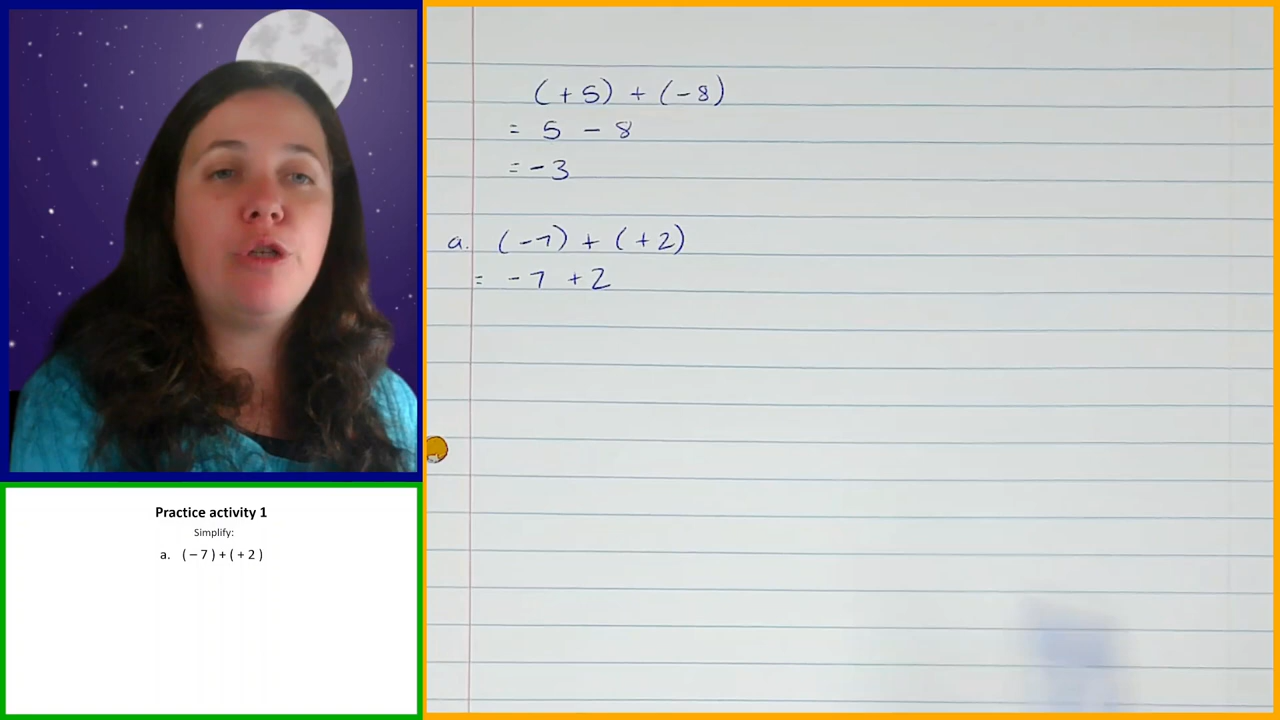 (+5) + (-8)
= 5 - 8
= -3
a. (-7) + (+2)
= -7 +2
Practice activity 1
Simplify:
a. ( – 7 ) + ( + 2 )